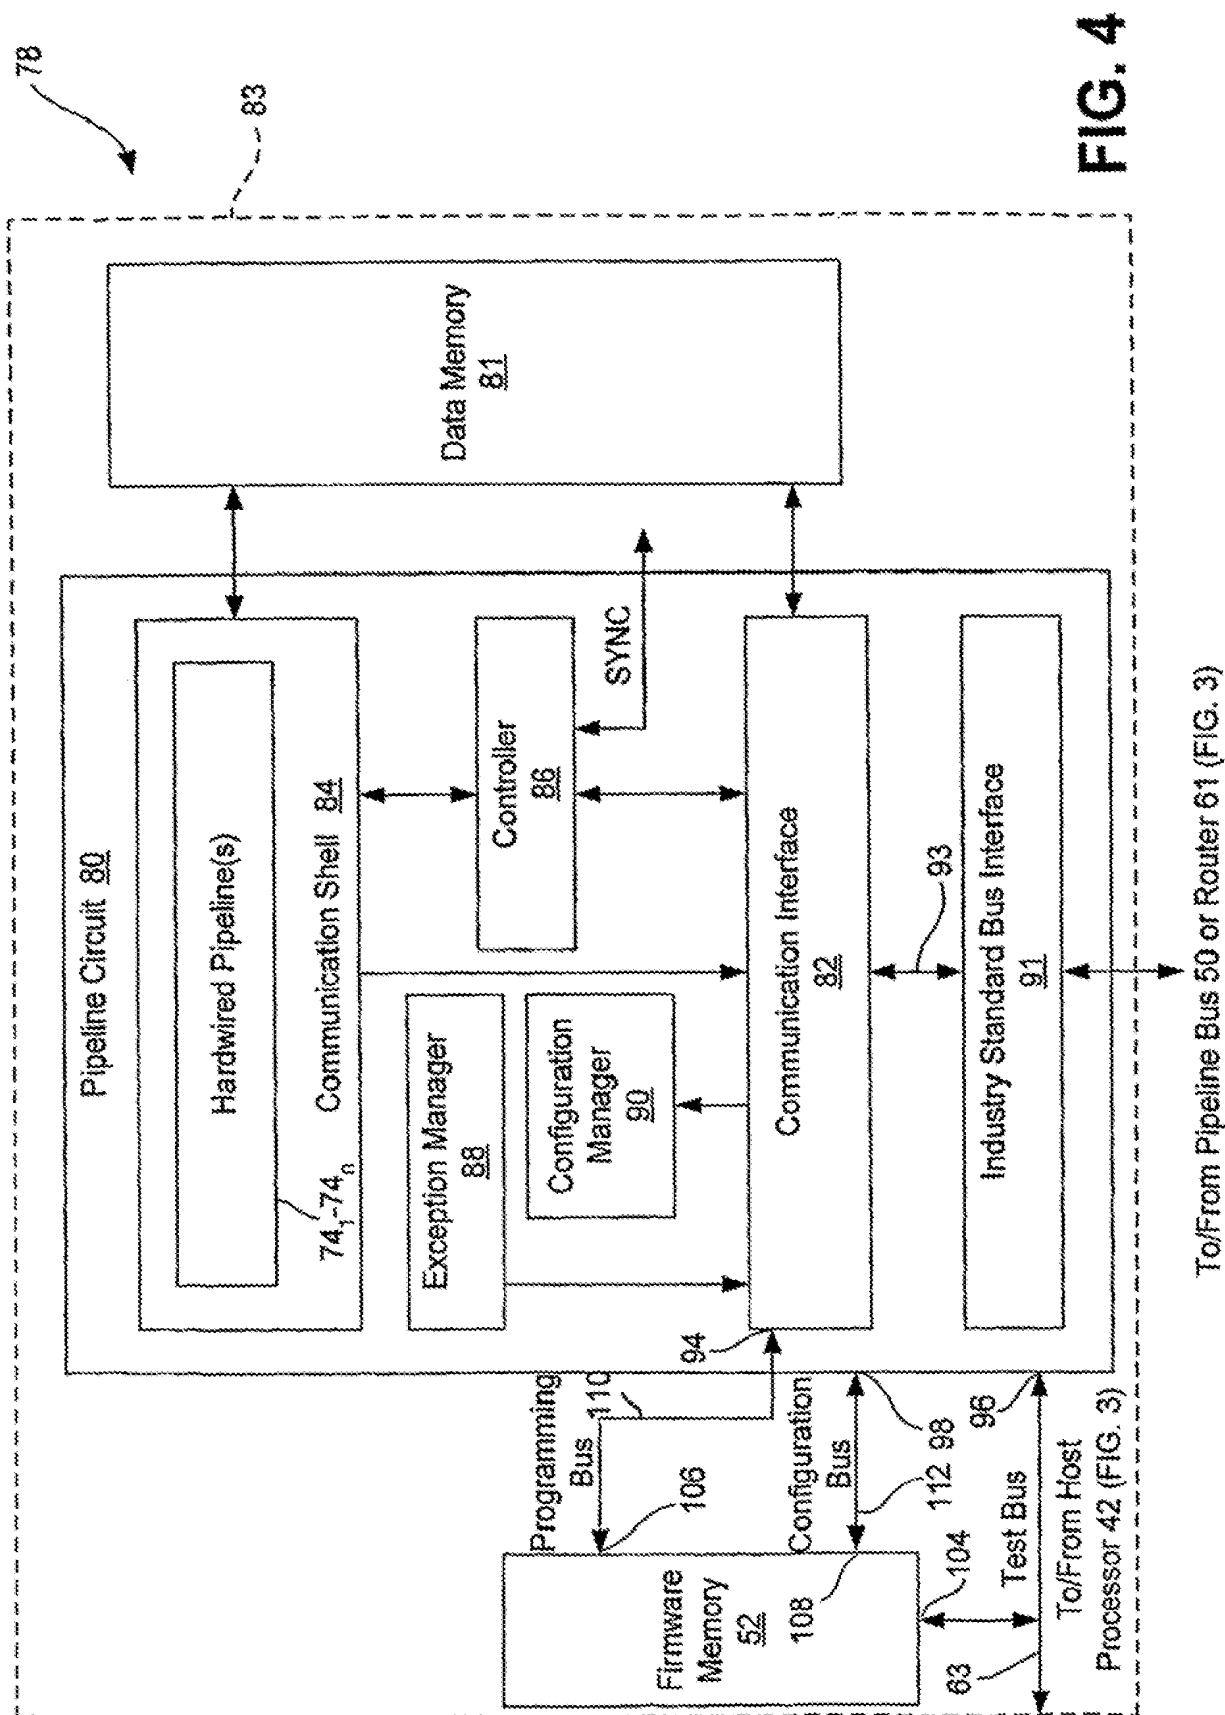 78
83
Pipeline Circuit 80
Hardwired Pipeline(s)
74,-74n
Communication Shell 84
Data Memory
81
Exception Manager
88
Controller
86
Configuration
Manager
90
SYNC
Programming
Bus
110
106
94
Firmware
Memory
52
Configuration
Bus
108
112
98
Communication Interface
82
93
104
96
Test Bus
63
Industry Standard Bus Interface
91
To/From Host
Processor 42 (FIG. 3)
To/From Pipeline Bus 50 or Router 61 (FIG. 3)
FIG. 4